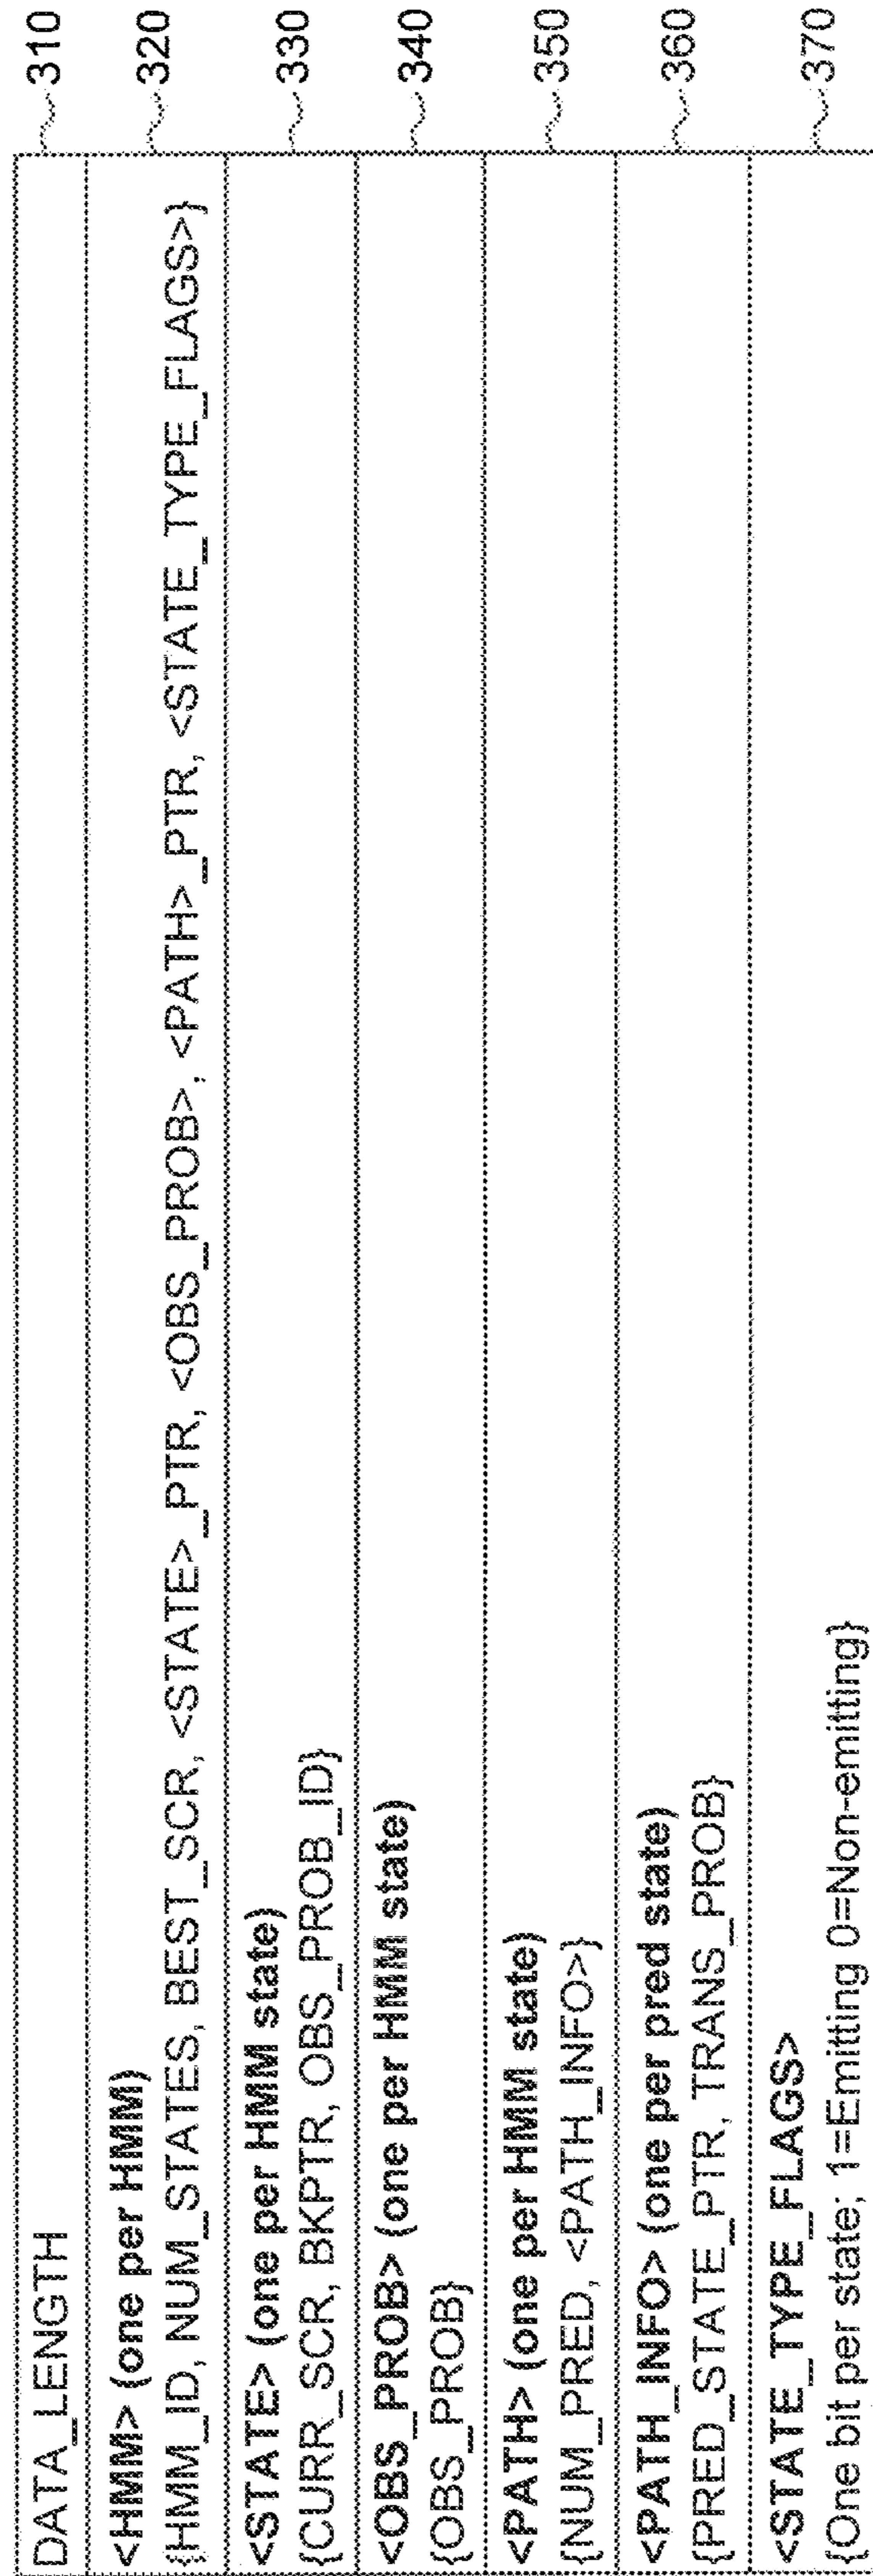 DATA_LENGTH
310
<HMM> (one per HMM)
{HMM_ID, NUM_STATES, BEST_SCR, <STATE>_PTR, <OBS_PROB>, <PATH>_PTR, <STATE_TYPE_FLAGS>}
320
<STATE> (one per HMM state)
{CURR_SCR, BKPTR, OBS_PROB_ID}
330
<OBS_PROB> (one per HMM state)
{OBS_PROB}
340
<PATH> (one per HMM state)
{NUM_PRED, <PATH_INFO>}
350
<PATH_INFO> (one per pred state)
{PRED_STATE_PTR, TRANS_PROB}
360
<STATE_TYPE_FLAGS>
{One bit per state; 1=Emitting 0=Non-emitting}
370